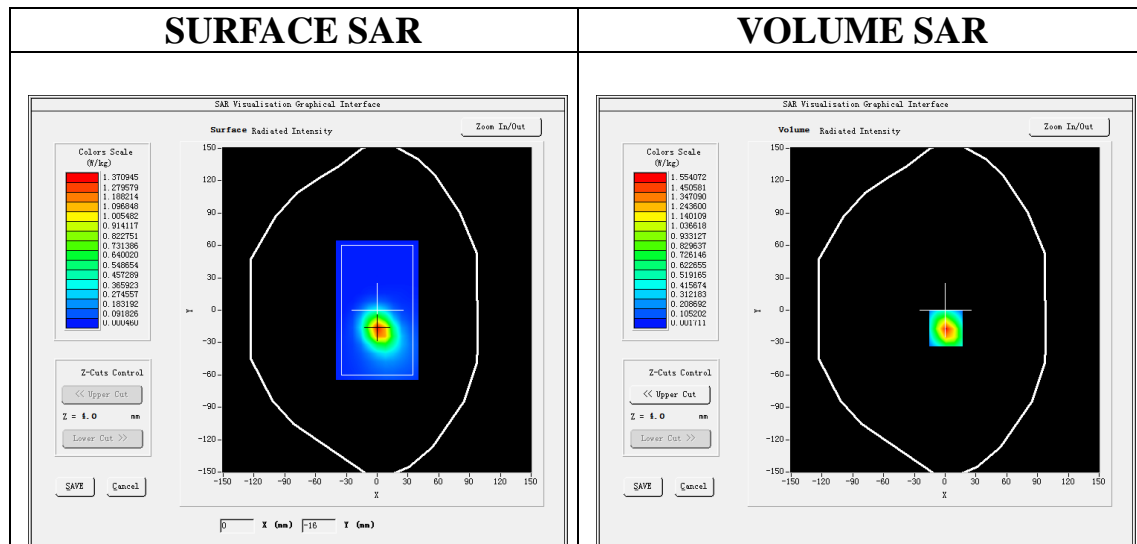 SURFACE SAR
VOLUME SAR
SAR Visualisation Graphical Interface
Surface Radiated Intensity
Zoom In/Out
Colors Scale
(W/kg)
1.370945
1.279579
1.188214
1.096848
1.005482
0.914117
0.822751
0.731386
0.640020
0.548654
0.457289
0.365923
0.274557
0.183192
0.091826
0.000460
150
120
90
60
30
0
-30
-60
-90
-120
-150
Y
-150 -120 -90 -60 -30 0 30 60 90 120 150
X
Z-Cuts Control
<< Upper Cut
Z = 4.0 mm
Lower Cut >>
SAVE Cancel
0 X (mm) -16 Y (mm)
SAR Visualisation Graphical Interface
Volume Radiated Intensity
Zoom In/Out
Colors Scale
(W/kg)
1.554072
1.450581
1.347090
1.243600
1.140109
1.036618
0.933127
0.829637
0.726146
0.622655
0.519165
0.415674
0.312183
0.208692
0.105202
0.001711
150
120
90
60
30
0
-30
-60
-90
-120
-150
Y
-150 -120 -90 -60 -30 0 30 60 90 120 150
X
Z-Cuts Control
<< Upper Cut
Z = 4.0 mm
Lower Cut >>
SAVE Cancel